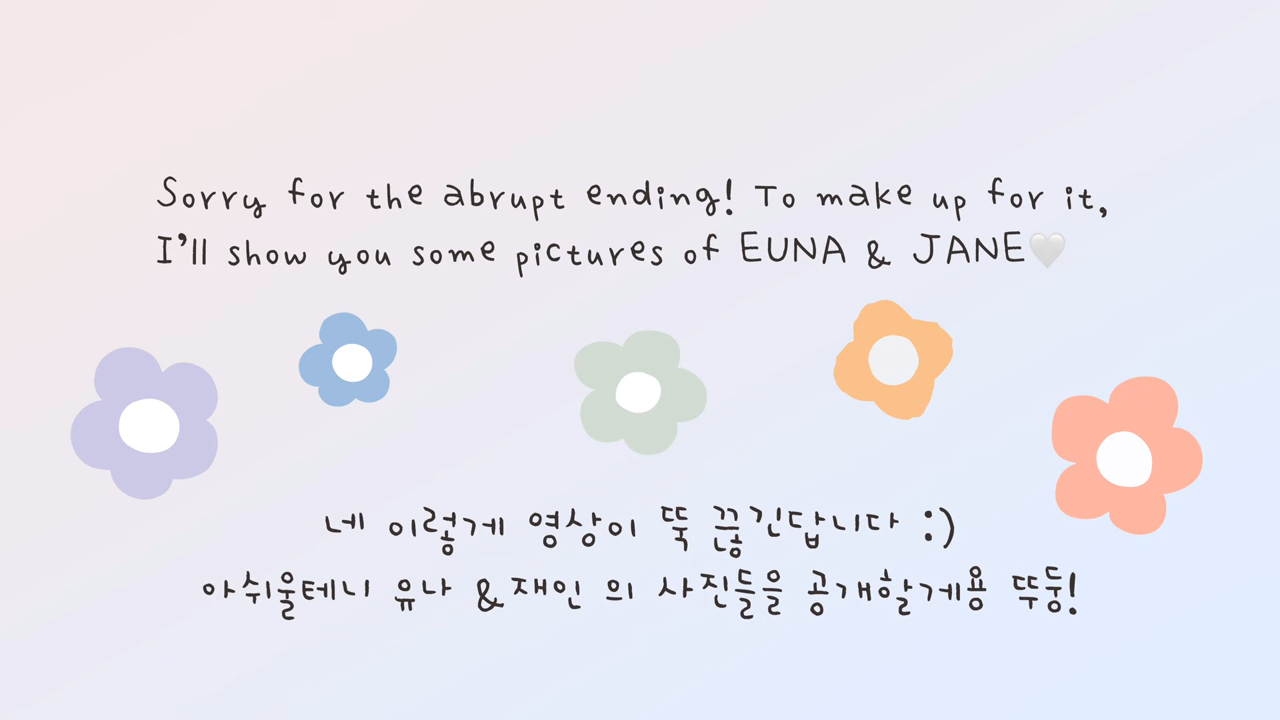 Sorry for the abrupt ending! To make up for it,
I'll show you some pictures of EUNA & JANE🤍
네 이렇게 영상이 뚝 끊긴답니다 :)
아쉬울테니 유나 & 재인 의 사진들을 공개할게용 뚜둥!